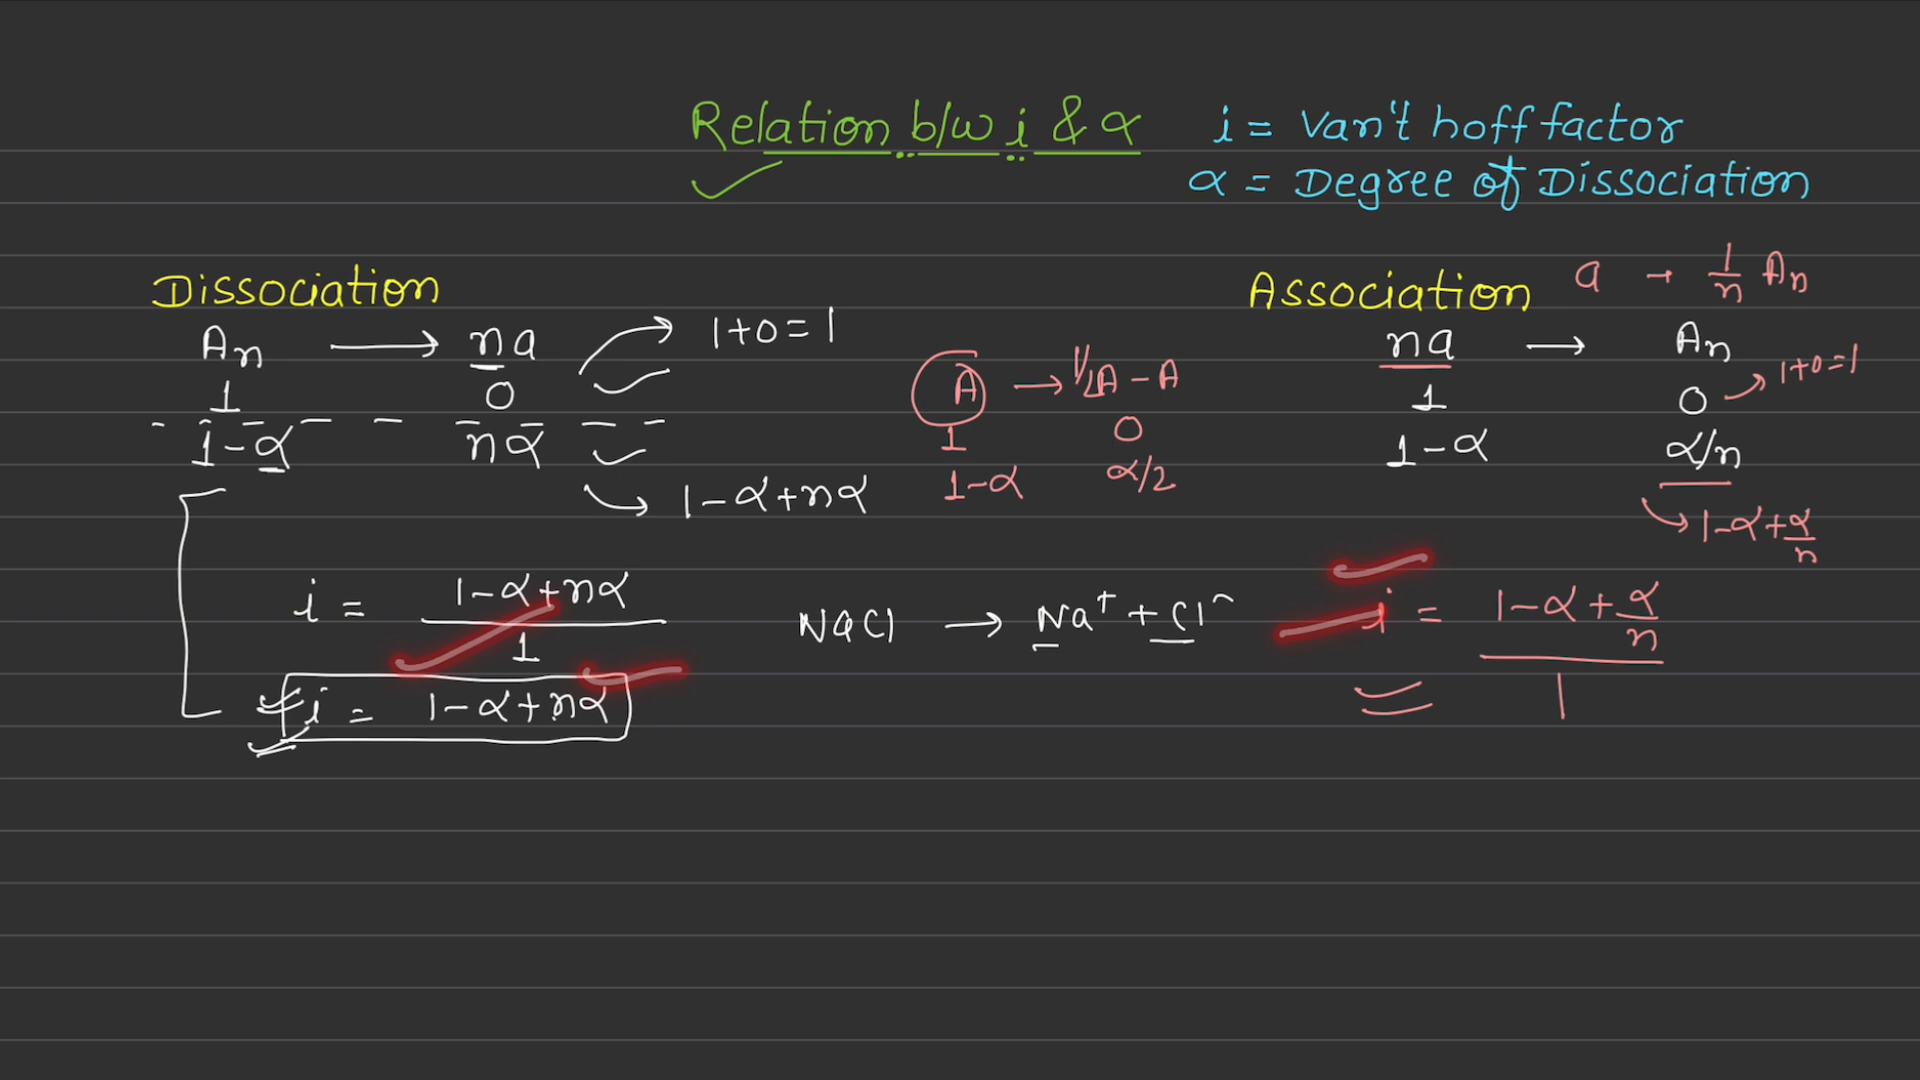 Relation b/w i & α
i = Van't hoff factor
α = Degree of Dissociation
Dissociation
An → na
1+0=1
1 0
1-α nα
1-α+nα
i = 1-α+nα / 1
i = 1-α+nα
A → 1/2A-A
1 0
1-α α/2
NaCl → Na⁺ + Cl⁻
Association
a → 1/n An
na → An
1 0
1+0=1
1-α α/n
1-α+α/n
i = 1-α+α/n / 1